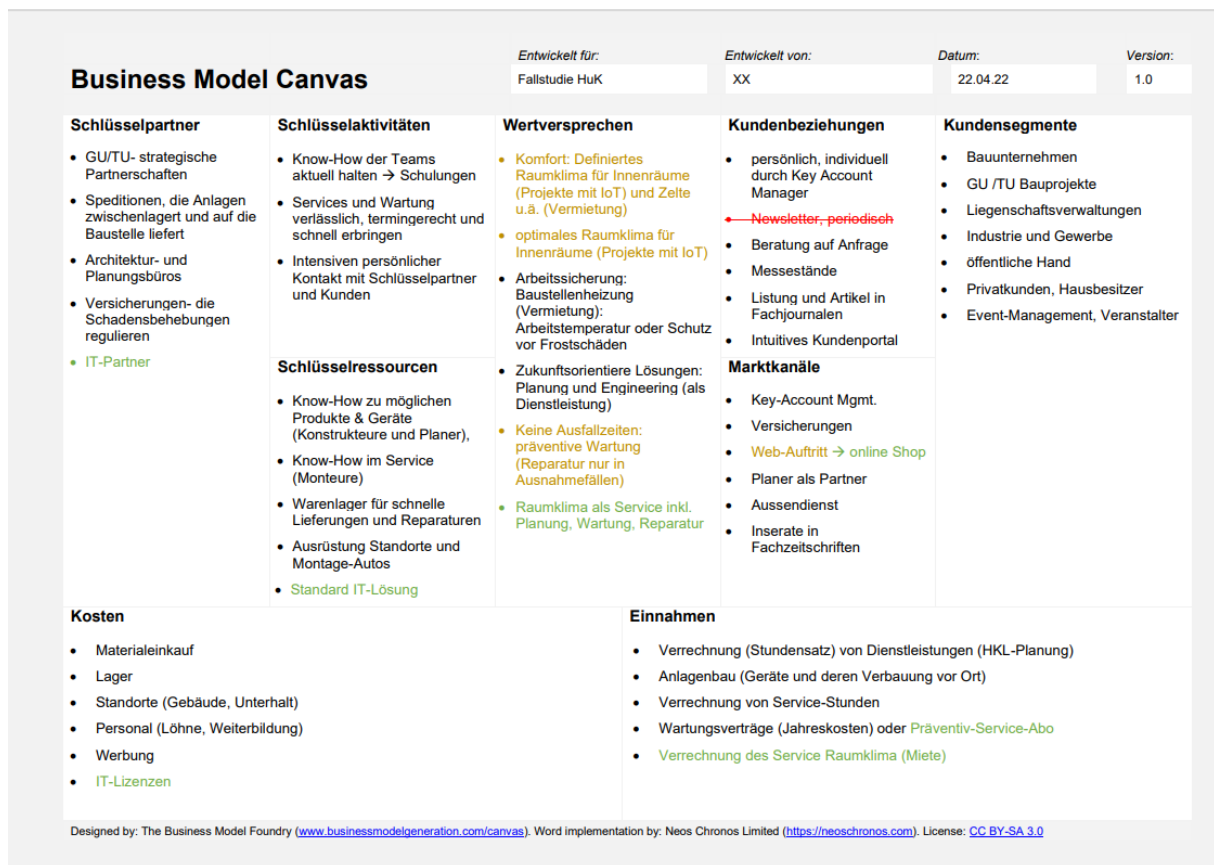 Entwickelt für:
Entwickelt von:
Datum:
Version:
Business Model Canvas
Fallstudie HuK
XX
22.04.22
1.0
Schlüsselpartner
• GU/TU- strategische
Partnerschaften
• Speditionen, die Anlagen
zwischenlagert und auf die
Baustelle liefert
• Architektur- und
Planungsbüros
• Versicherungen- die
Schadensbehebungen
regulieren
• IT-Partner
Schlüsselaktivitäten
• Know-How der Teams
aktuell halten → Schulungen
• Services und Wartung
verlässlich, termingerecht und
schnell erbringen
• Intensiven persönlicher
Kontakt mit Schlüsselpartner
und Kunden
Schlüsselressourcen
• Know-How zu möglichen
Produkte & Geräte
(Konstrukteure und Planer),
• Know-How im Service
(Monteure)
• Warenlager für schnelle
Lieferungen und Reparaturen
• Ausrüstung Standorte und
Montage-Autos
• Standard IT-Lösung
Wertversprechen
• Komfort: Definiertes
Raumklima für Innenräume
(Projekte mit IoT) und Zelte
u.ä. (Vermietung)
• optimales Raumklima für
Innenräume (Projekte mit IoT)
• Arbeitssicherung:
Baustellenheizung
(Vermietung):
Arbeitstemperatur oder Schutz
vor Frostschäden
• Zukunftsorientiere Lösungen:
Planung und Engineering (als
Dienstleistung)
• Keine Ausfallzeiten:
präventive Wartung
(Reparatur nur in
Ausnahmefällen)
• Raumklima als Service inkl.
Planung, Wartung, Reparatur
Kundenbeziehungen
• persönlich, individuell
durch Key Account
Manager
• Newsletter, periodisch
• Beratung auf Anfrage
• Messestände
• Listung und Artikel in
Fachjournalen
• Intuitives Kundenportal
Marktkanäle
• Key-Account Mgmt.
• Versicherungen
• Web-Auftritt → online Shop
• Planer als Partner
• Aussendienst
• Inserate in
Fachzeitschriften
Kundensegmente
• Bauunternehmen
• GU /TU Bauprojekte
• Liegenschaftsverwaltungen
• Industrie und Gewerbe
• öffentliche Hand
• Privatkunden, Hausbesitzer
• Event-Management, Veranstalter
Kosten
• Materialeinkauf
• Lager
• Standorte (Gebäude, Unterhalt)
• Personal (Löhne, Weiterbildung)
• Werbung
• IT-Lizenzen
Einnahmen
• Verrechnung (Stundensatz) von Dienstleistungen (HKL-Planung)
• Anlagenbau (Geräte und deren Verbauung vor Ort)
• Verrechnung von Service-Stunden
• Wartungsverträge (Jahreskosten) oder Präventiv-Service-Abo
• Verrechnung des Service Raumklima (Miete)
Designed by: The Business Model Foundry (www.businessmodelgeneration.com/canvas). Word implementation by: Neos Chronos Limited (https://neoschronos.com). License: CC BY-SA 3.0